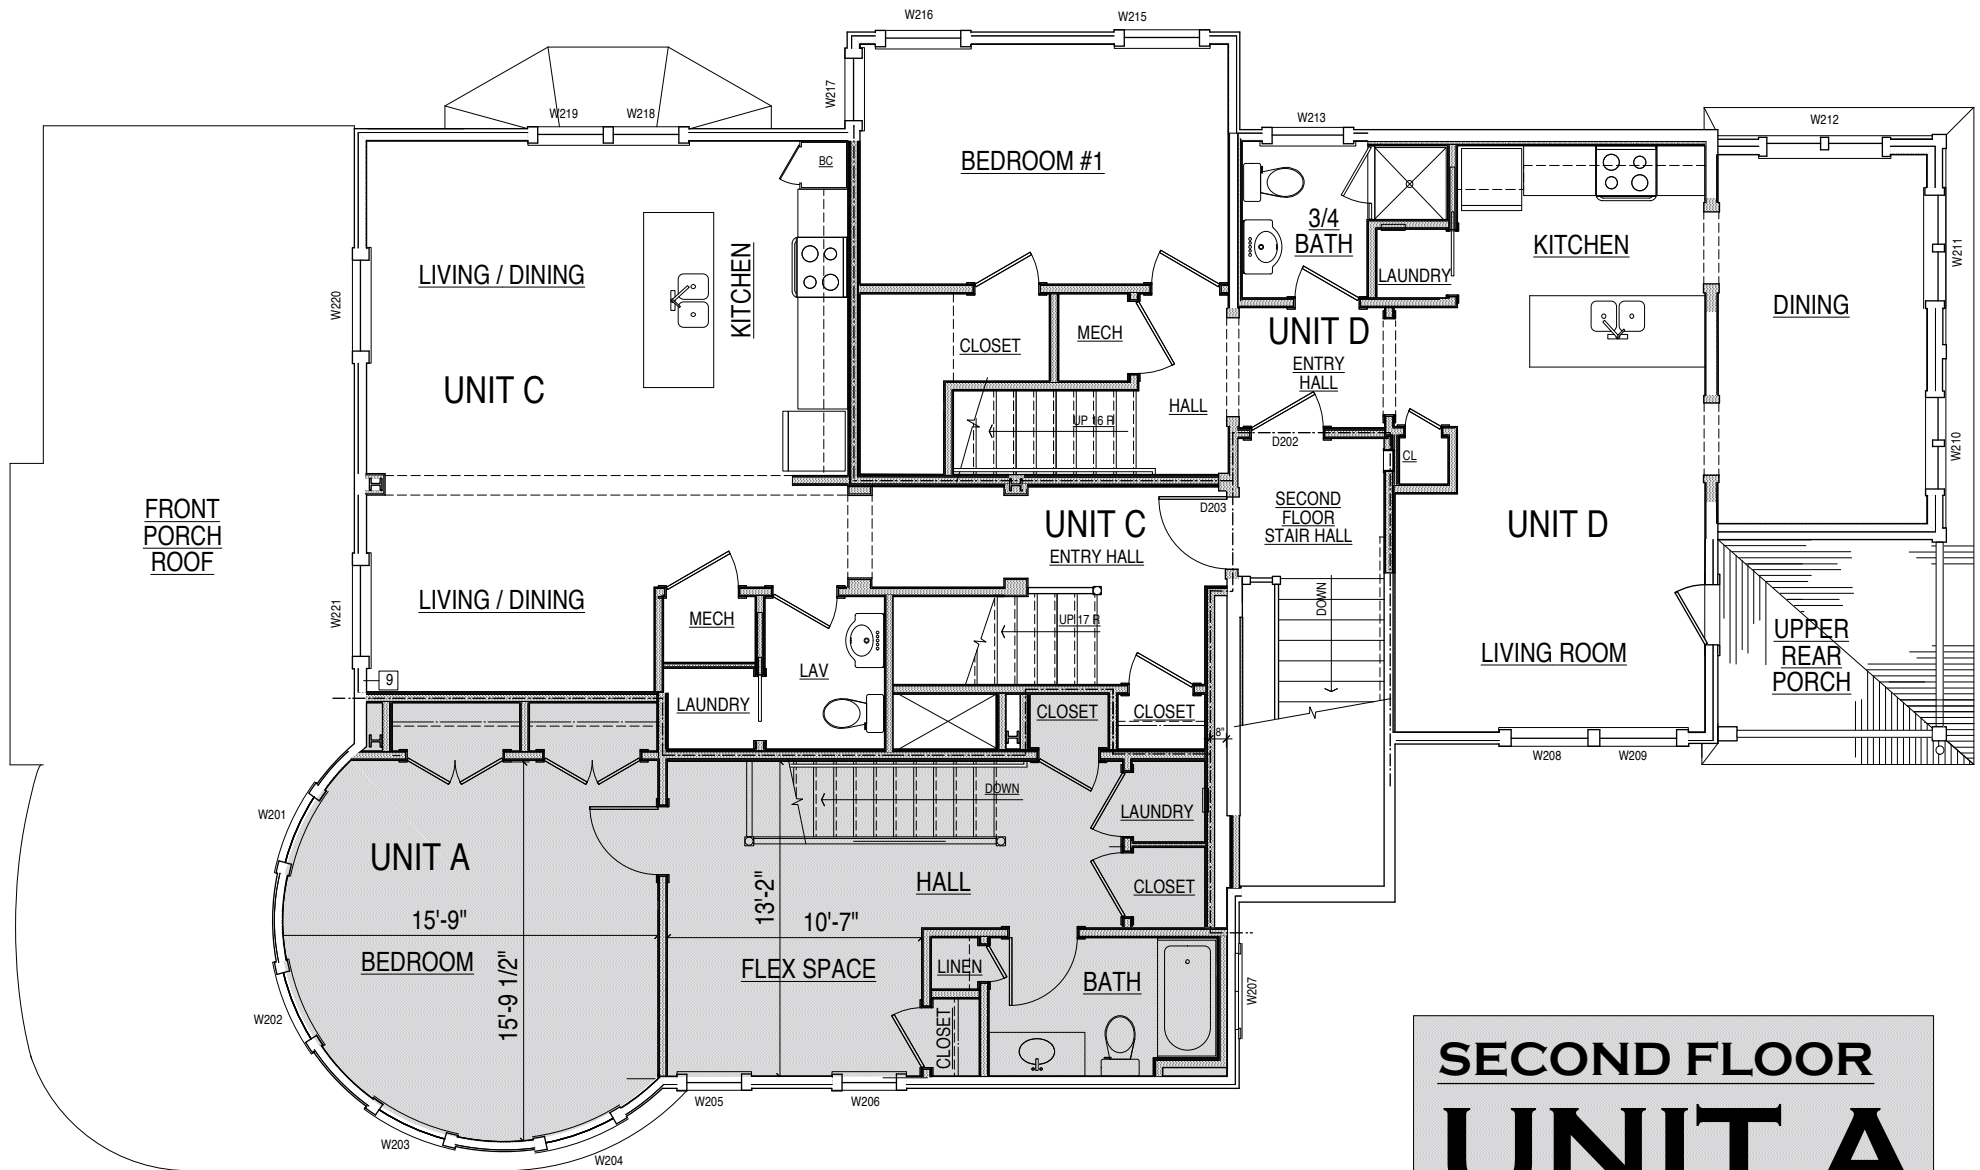 W216
W215
W217
W219
W218
W213
W212
BC
BEDROOM #1
3/4
BATH
KITCHEN
LAUNDRY
LIVING / DINING
KITCHEN
W220
W211
DINING
CLOSET
MECH
UNIT D
ENTRY
HALL
UNIT C
HALL
UP 16 R
D202
CL
W210
FRONT
PORCH
ROOF
D203
SECOND
FLOOR
STAIR HALL
UNIT C
ENTRY HALL
UNIT D
LIVING / DINING
W221
MECH
UP 17 R
DOWN
LAV
LIVING ROOM
UPPER
REAR
PORCH
9
LAUNDRY
CLOSET
CLOSET
8"
W208
W209
DOWN
LAUNDRY
W201
UNIT A
HALL
CLOSET
13'-2"
15'-9"
10'-7"
BEDROOM
15'-9 1/2"
FLEX SPACE
LINEN
BATH
W207
W202
CLOSET
W205
W206
W203
W204
SECOND FLOOR
UNIT A